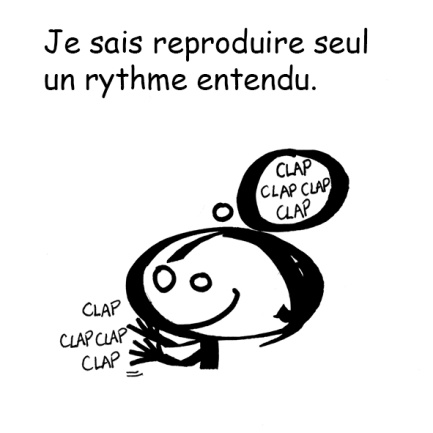 Je sais reproduire seul
un rythme entendu.
CLAP
CLAP CLAP
CLAP
CLAP
CLAP CLAP
CLAP